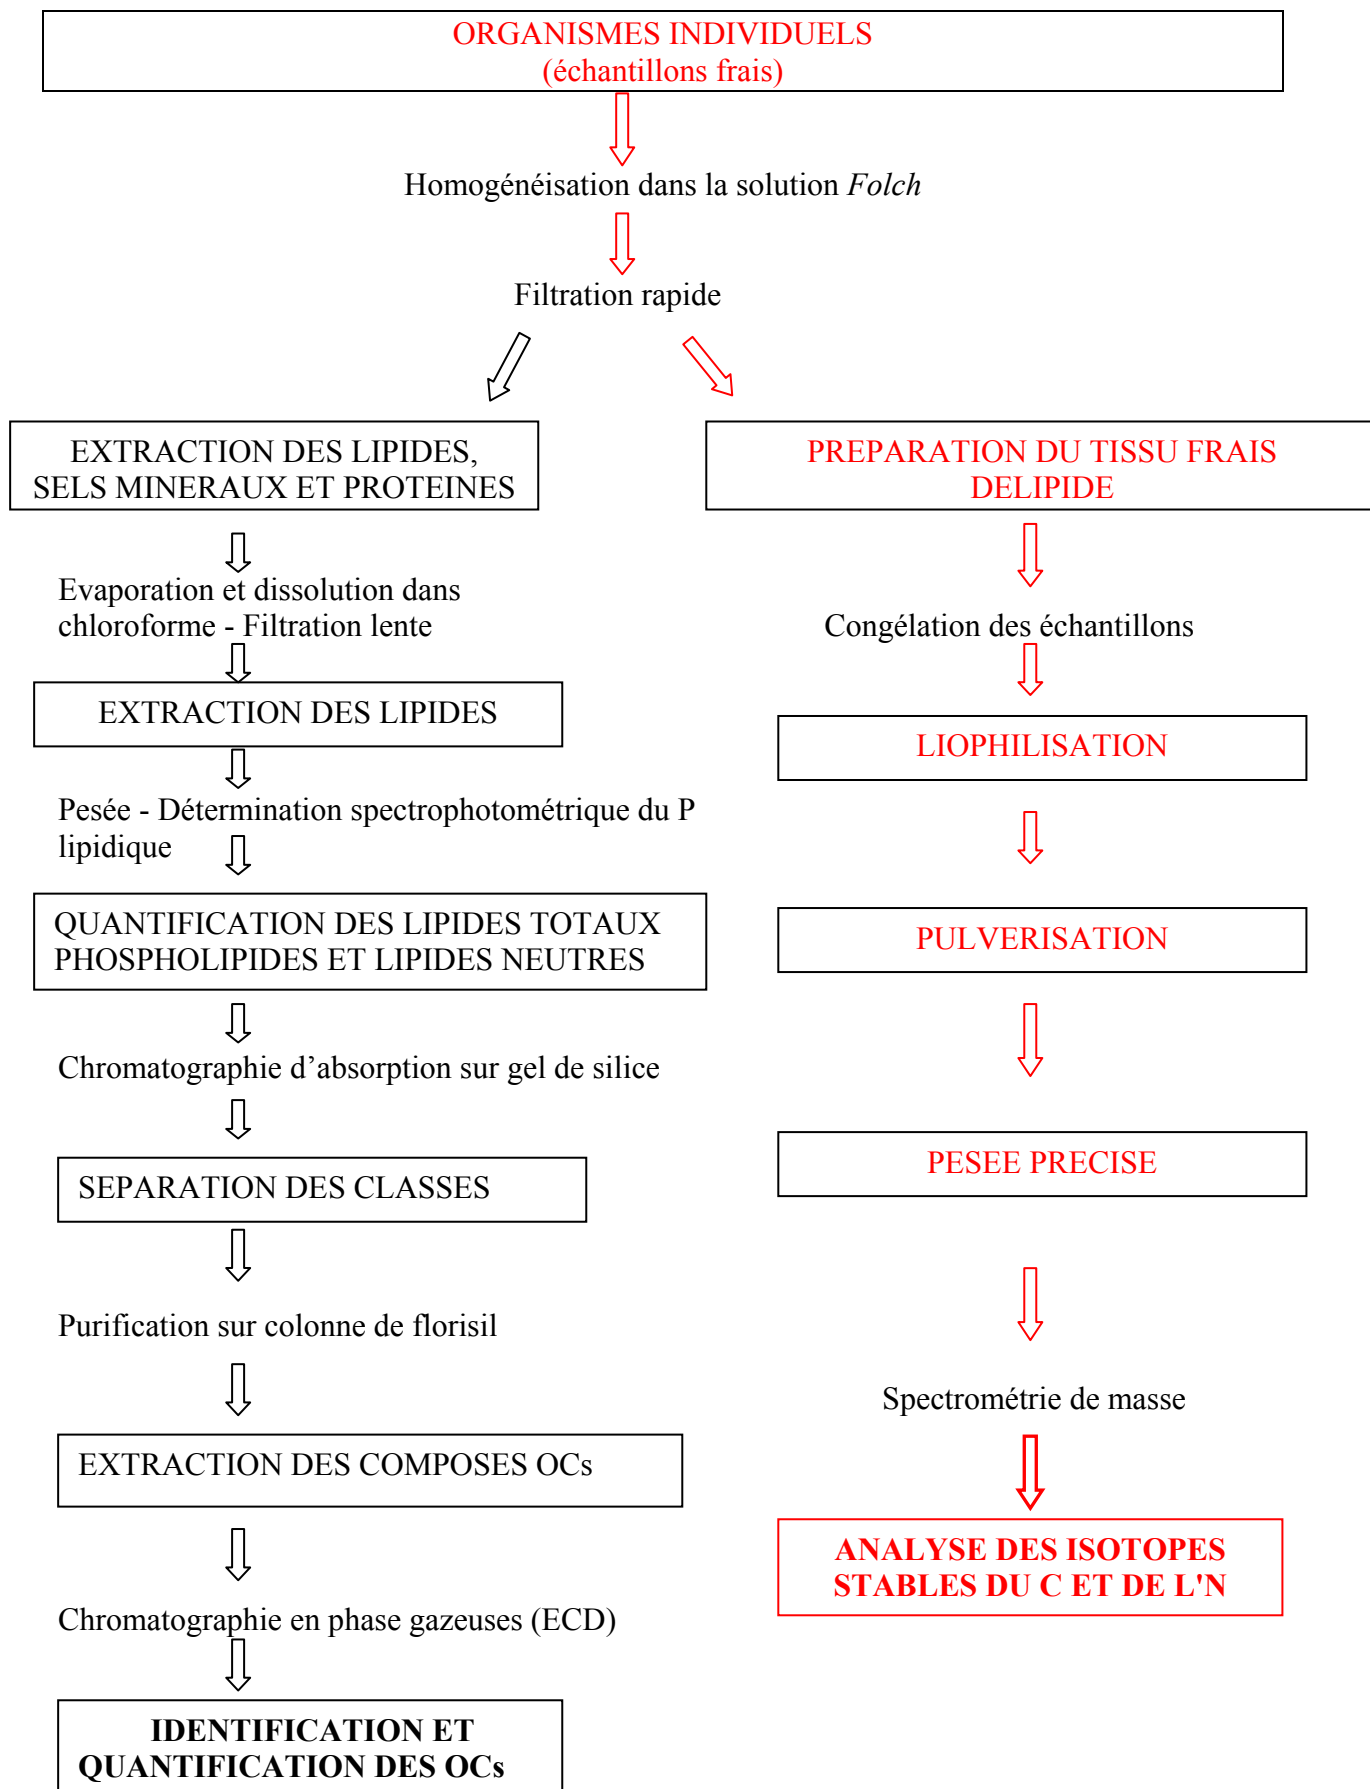 ORGANISMES INDIVIDUELS
(échantillons frais)
Homogénéisation dans la solution Folch
Filtration rapide
EXTRACTION DES LIPIDES,
SELS MINERAUX ET PROTEINES
Evaporation et dissolution dans
chloroforme - Filtration lente
EXTRACTION DES LIPIDES
Pesée - Détermination spectrophotométrique du P
lipidique
QUANTIFICATION DES LIPIDES TOTAUX
PHOSPHOLIPIDES ET LIPIDES NEUTRES
Chromatographie d’absorption sur gel de silice
SEPARATION DES CLASSES
Purification sur colonne de florisil
EXTRACTION DES COMPOSES OCs
Chromatographie en phase gazeuses (ECD)
IDENTIFICATION ET
QUANTIFICATION DES OCs
PREPARATION DU TISSU FRAIS
DELIPIDE
Congélation des échantillons
LIOPHILISATION
PULVERISATION
PESEE PRECISE
Spectrométrie de masse
ANALYSE DES ISOTOPES
STABLES DU C ET DE L'N